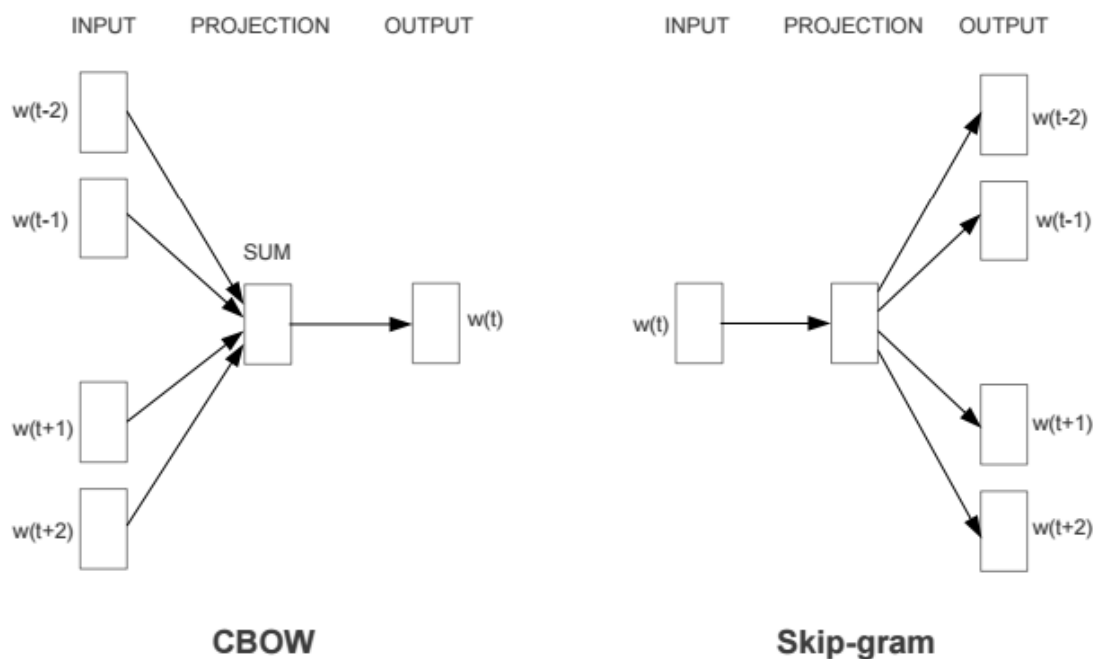 INPUT PROJECTION OUTPUT
w(t-2)
w(t-1)
SUM
w(t)
w(t+1)
w(t+2)
CBOW
INPUT PROJECTION OUTPUT
w(t-2)
w(t-1)
w(t)
w(t+1)
w(t+2)
Skip-gram